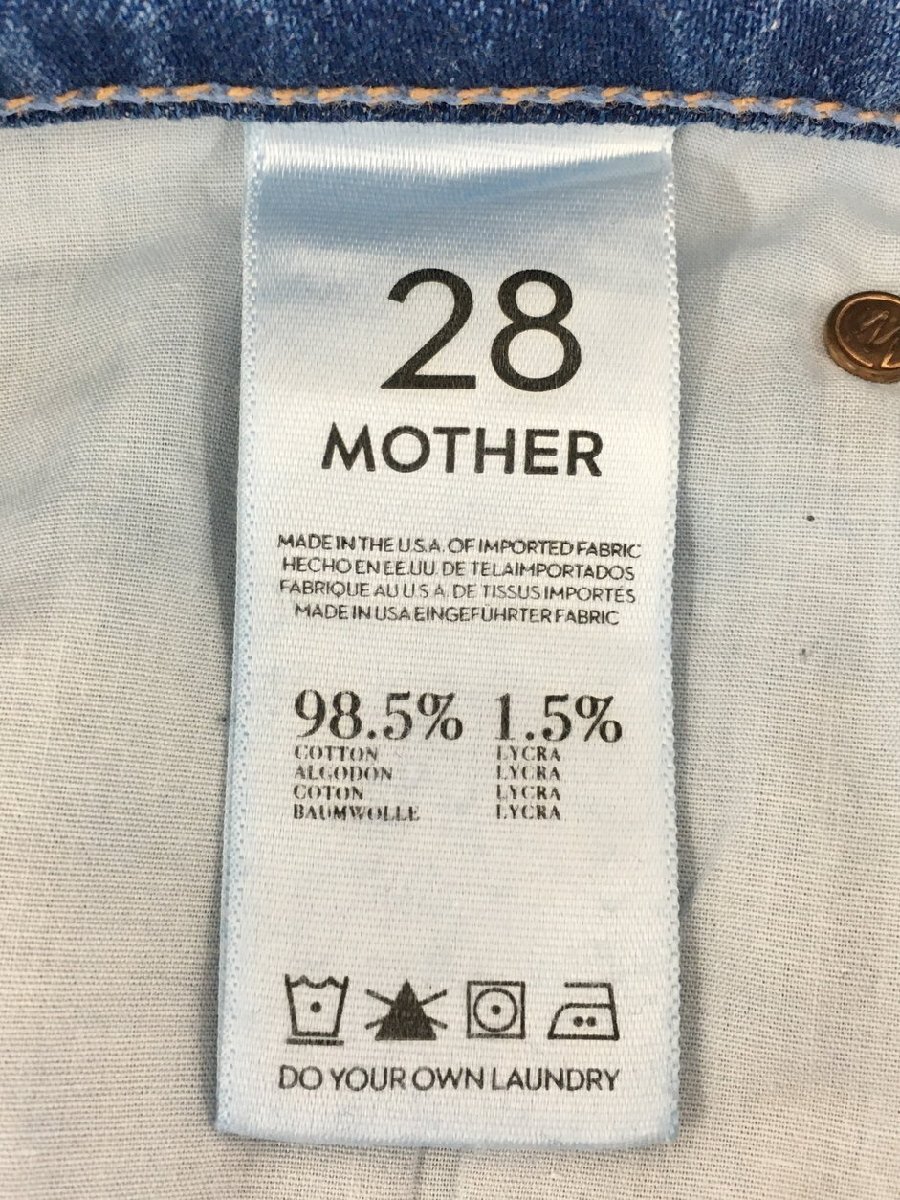 28
MOTHER
MADE IN THE U.S.A. OF IMPORTED FABRIC
HECHO EN EE.UU. DE TELA IMPORTADOS
FABRIQUE AU U.S.A. DE TISSUS IMPORTÉS
MADE IN USA EINGEFÜHRTER FABRIC
98.5% 1.5%
COTTON LYCRA
ALGODON LYCRA
COTON LYCRA
BAUMWOLLE LYCRA
DO YOUR OWN LAUNDRY